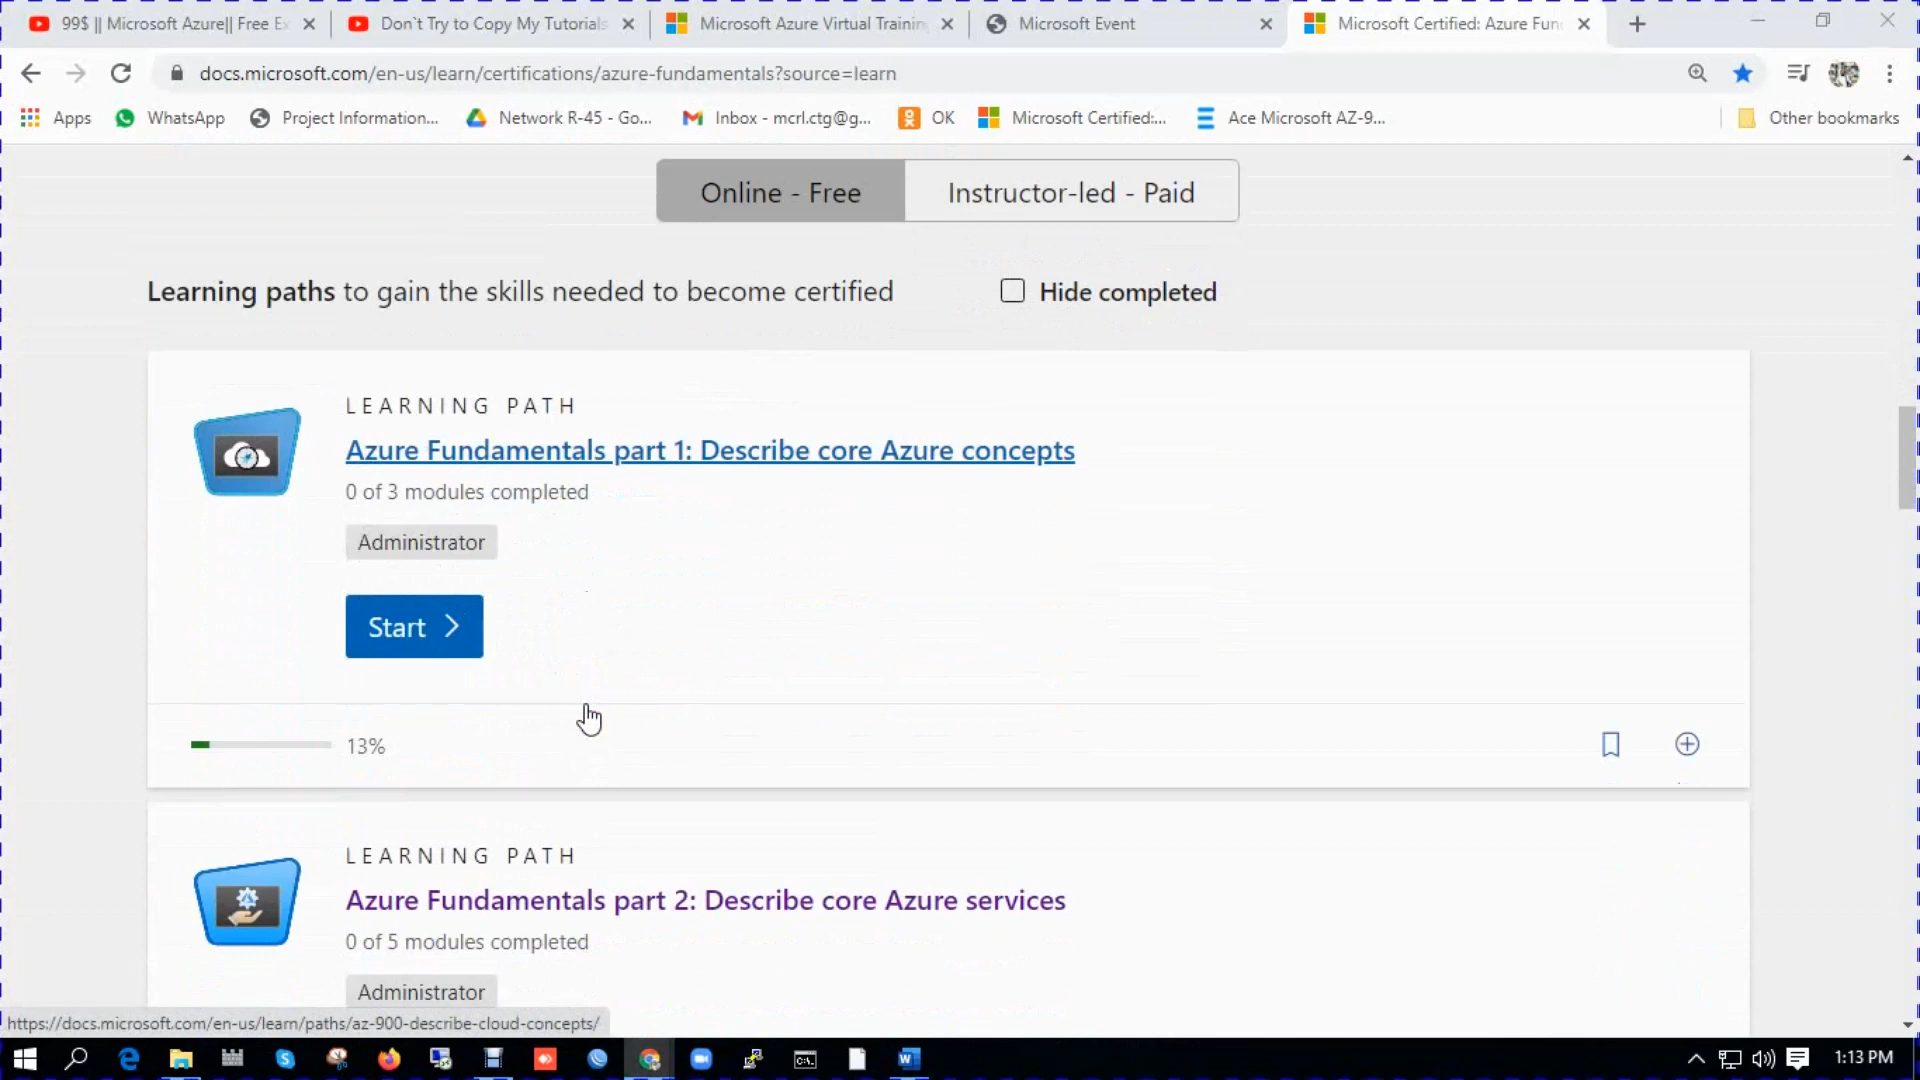 99$ || Microsoft Azure|| Free Ex
Don`t Try to Copy My Tutorials
Microsoft Azure Virtual Training
Microsoft Event
Microsoft Certified: Azure Fun
docs.microsoft.com/en-us/learn/certifications/azure-fundamentals?source=learn
Apps
WhatsApp
Project Information...
Network R-45 - Go...
Inbox - mcrl.ctg@g...
OK
Microsoft Certified:...
Ace Microsoft AZ-9...
Other bookmarks
Online - Free
Instructor-led - Paid
Learning paths to gain the skills needed to become certified
Hide completed
LEARNING PATH
Azure Fundamentals part 1: Describe core Azure concepts
0 of 3 modules completed
Administrator
Start
13%
LEARNING PATH
Azure Fundamentals part 2: Describe core Azure services
0 of 5 modules completed
Administrator
https://docs.microsoft.com/en-us/learn/paths/az-900-describe-cloud-concepts/
1:13 PM